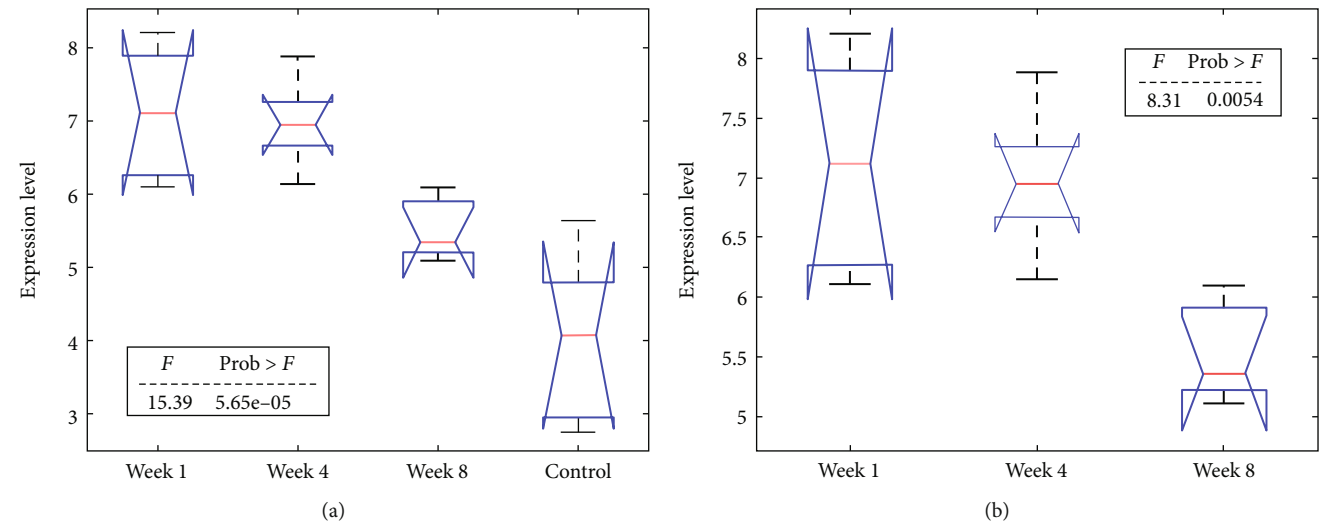 Expression level
8
7
6
5
4
3
F Prob > F
15.39 5.65e–05
Week 1 Week 4 Week 8 Control
(a)
Expression level
8
7.5
7
6.5
6
5.5
5
F Prob > F
8.31 0.0054
Week 1 Week 4 Week 8
(b)